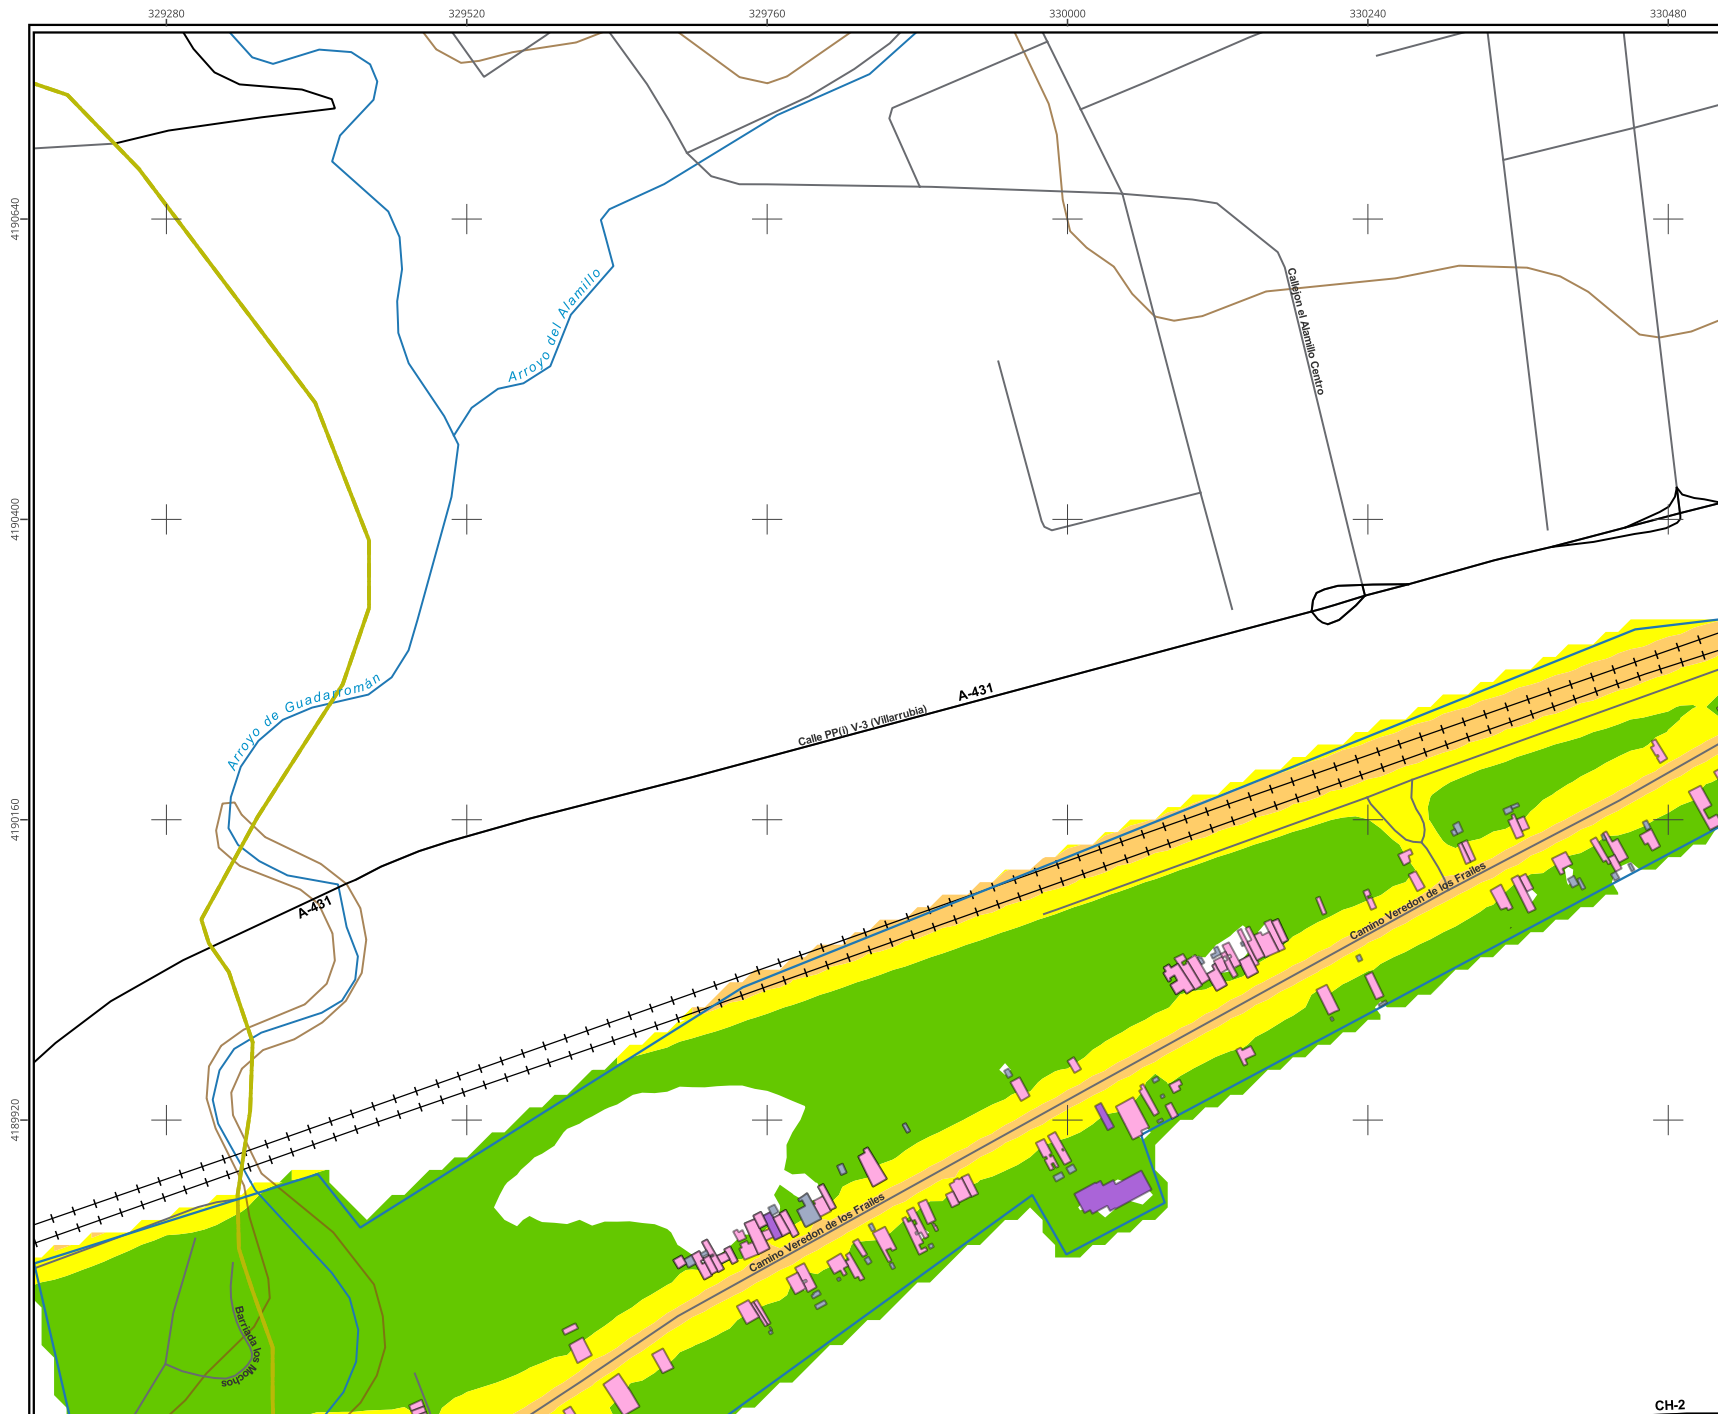 329280 329520 329760 330000 330240 330480
4190640
4190400
4190160
4189920
Arroyo del Alamillo
Callejon el Alamillo Centro
Arroyo de Guadarromán
A-431
Calle PP(i) V-3 (Villarrubia)
A-431
Camino Veredon de los Frailes
Camino Veredon de los Frailes
Barriada los Mochos
CH-2